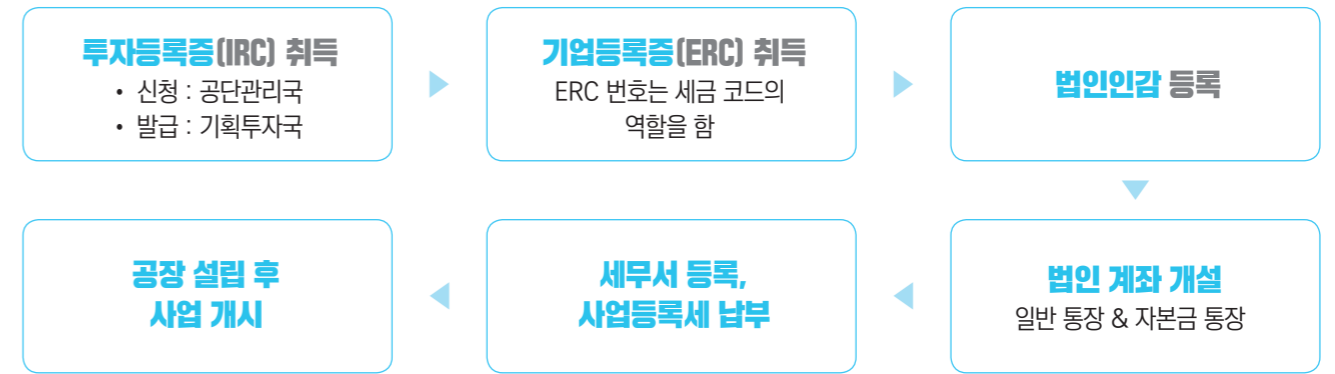 투자등록증(IRC) 취득
• 신청 : 공단관리국
• 발급 : 기획투자국
기업등록증(ERC) 취득
ERC 번호는 세금 코드의
역할을 함
법인인감 등록
법인 계좌 개설
일반 통장 & 자본금 통장
세무서 등록,
사업등록세 납부
공장 설립 후
사업 개시